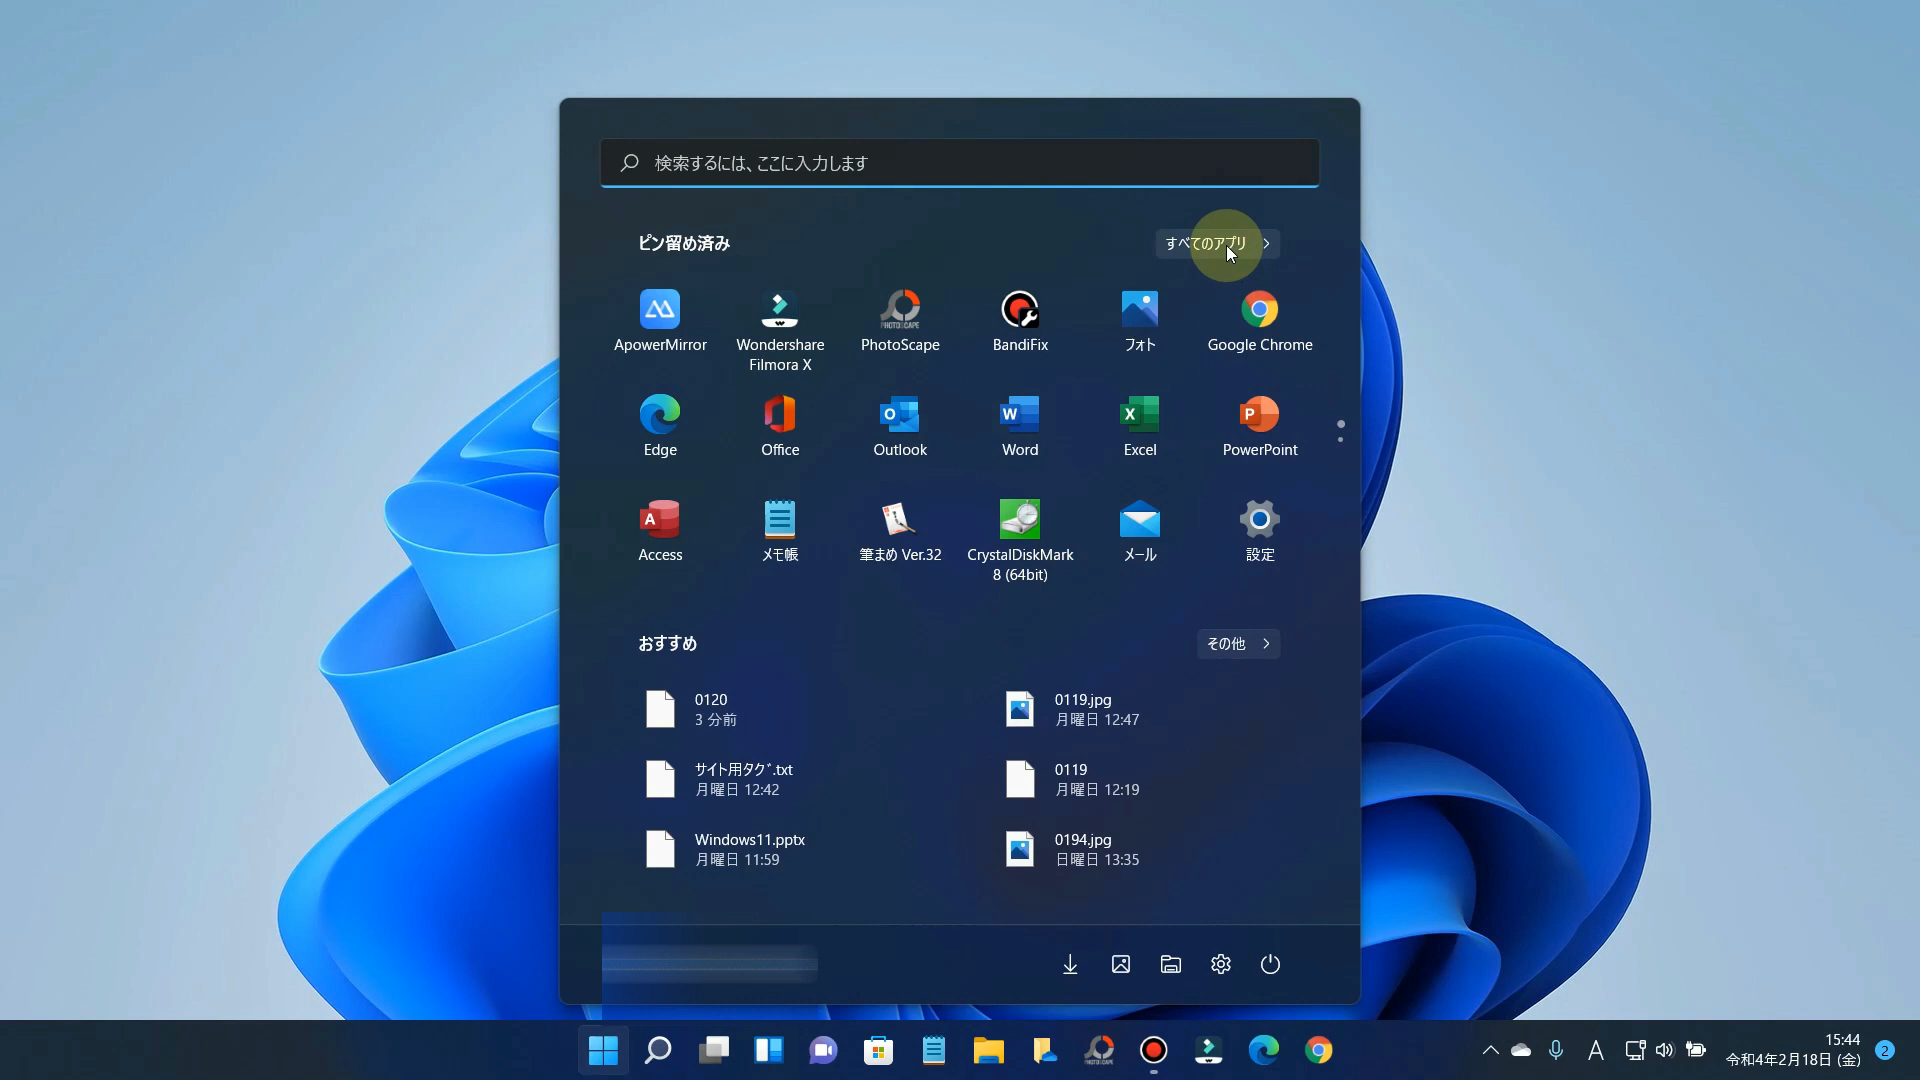 検索するには、ここに入力します
ピン留め済み
すべてのアプリ
ApowerMirror
Wondershare
Filmora X
PHOTOSCAPE
PhotoScape
BandiFix
フォト
Google Chrome
Edge
Office
Outlook
Word
Excel
PowerPoint
Access
メモ帳
筆まめ Ver.32
CrystalDiskMark
8 (64bit)
メール
設定
おすすめ
その他
0120
3 分前
0119.jpg
月曜日 12:47
サイト用タグ.txt
月曜日 12:42
0119
月曜日 12:19
Windows11.pptx
月曜日 11:59
0194.jpg
日曜日 13:35
A
15:44
令和4年2月18日 (金)
2